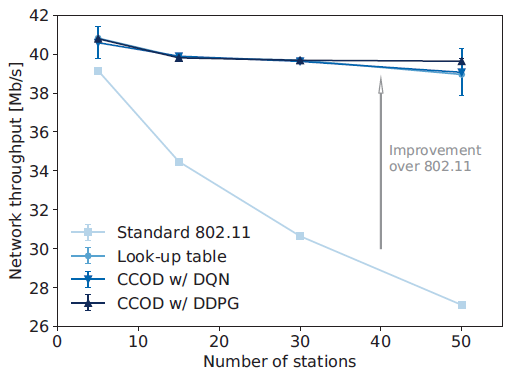 42
40
38
36
34
32
30
28
26
Network throughput [Mb/s]
Improvement
over 802.11
Standard 802.11
Look-up table
CCOD w/ DQN
CCOD w/ DDPG
0 10 20 30 40 50
Number of stations